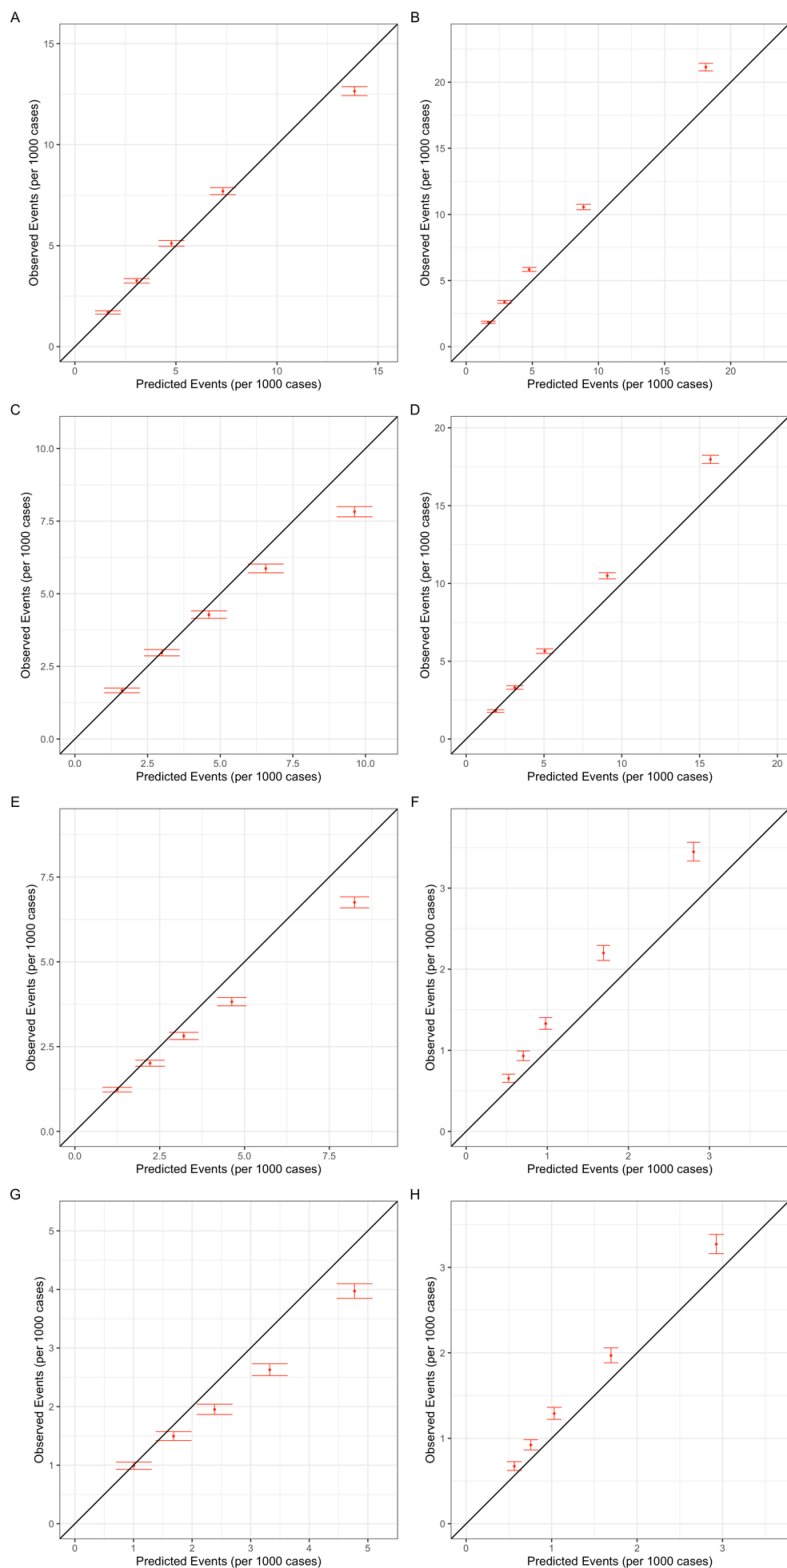 A
Observed Events (per 1000 cases)
15
10
5
0
0 5 10 15
Predicted Events (per 1000 cases)
B
Observed Events (per 1000 cases)
20
15
10
5
0
0 5 10 15 20
Predicted Events (per 1000 cases)
C
Observed Events (per 1000 cases)
10.0
7.5
5.0
2.5
0.0
0.0 2.5 5.0 7.5 10.0
Predicted Events (per 1000 cases)
D
Observed Events (per 1000 cases)
20
15
10
5
0
0 5 10 15 20
Predicted Events (per 1000 cases)
E
Observed Events (per 1000 cases)
7.5
5.0
2.5
0.0
0.0 2.5 5.0 7.5
Predicted Events (per 1000 cases)
F
Observed Events (per 1000 cases)
3
2
1
0
0 1 2 3
Predicted Events (per 1000 cases)
G
Observed Events (per 1000 cases)
5
4
3
2
1
0
0 1 2 3 4 5
Predicted Events (per 1000 cases)
H
Observed Events (per 1000 cases)
3
2
1
0
0 1 2 3
Predicted Events (per 1000 cases)